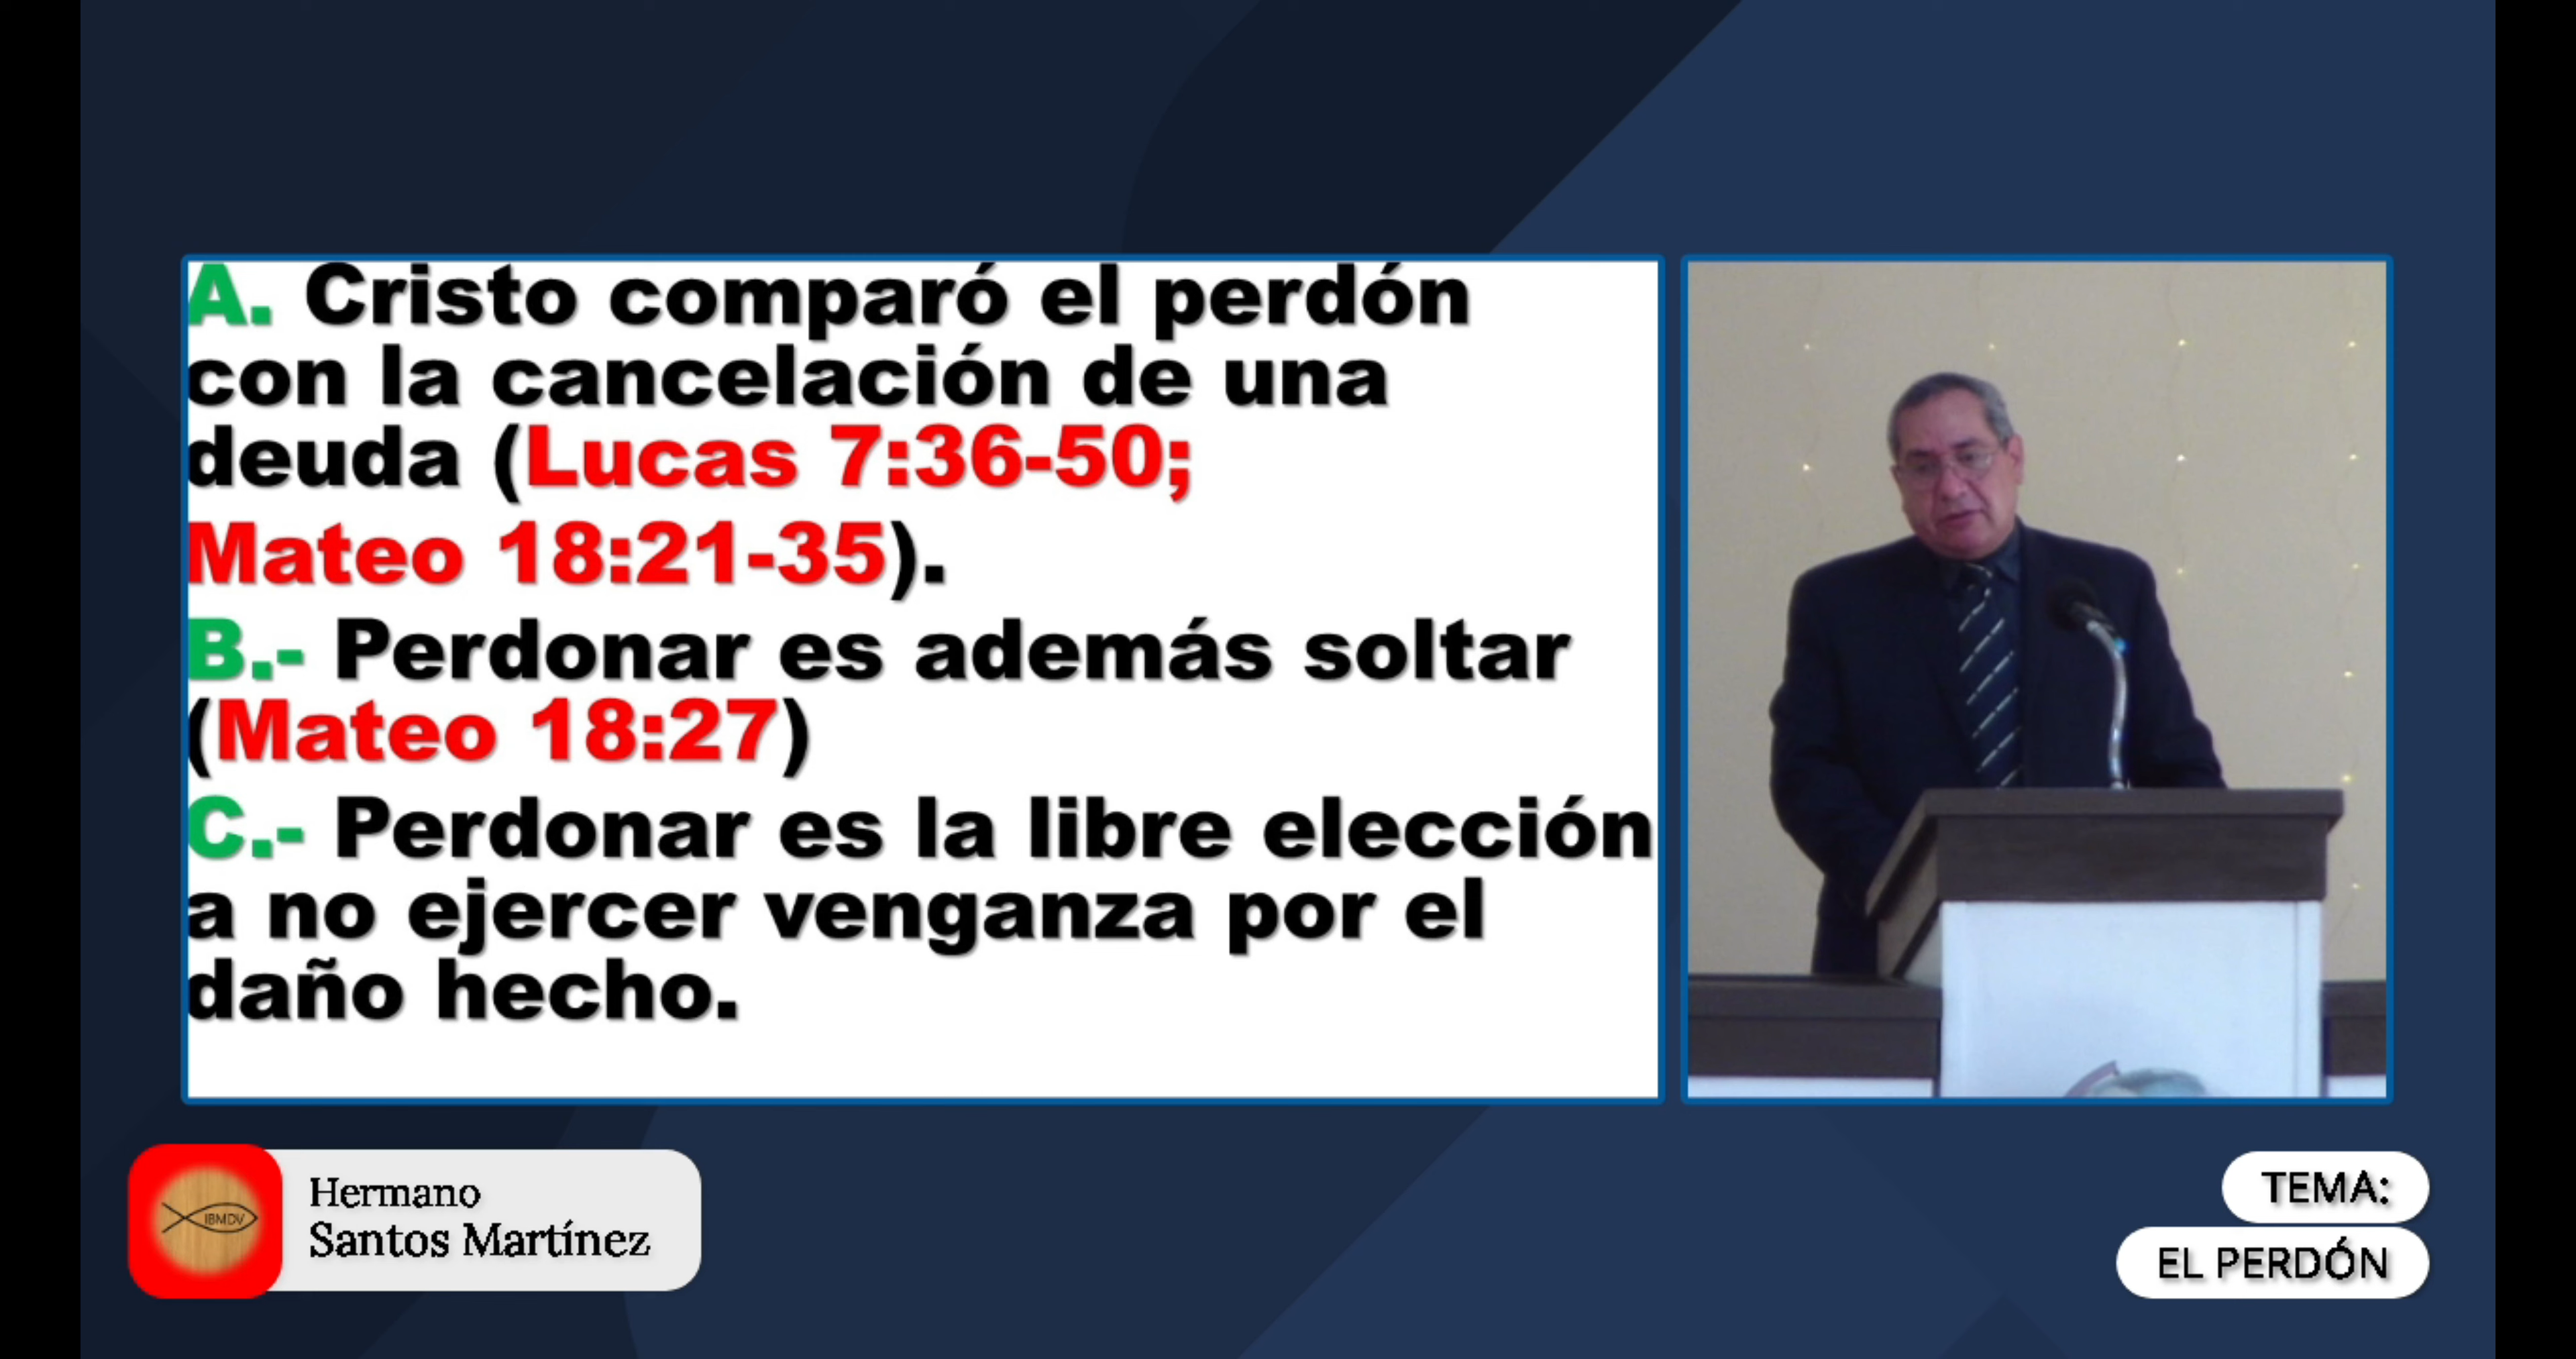 A. Cristo comparó el perdón
con la cancelación de una
deuda (Lucas 7:36-50;
Mateo 18:21-35).
B.- Perdonar es además soltar
(Mateo 18:27)
C.- Perdonar es la libre elección
a no ejercer venganza por el
daño hecho.
IBMDV
Hermano
Santos Martínez
TEMA:
EL PERDÓN